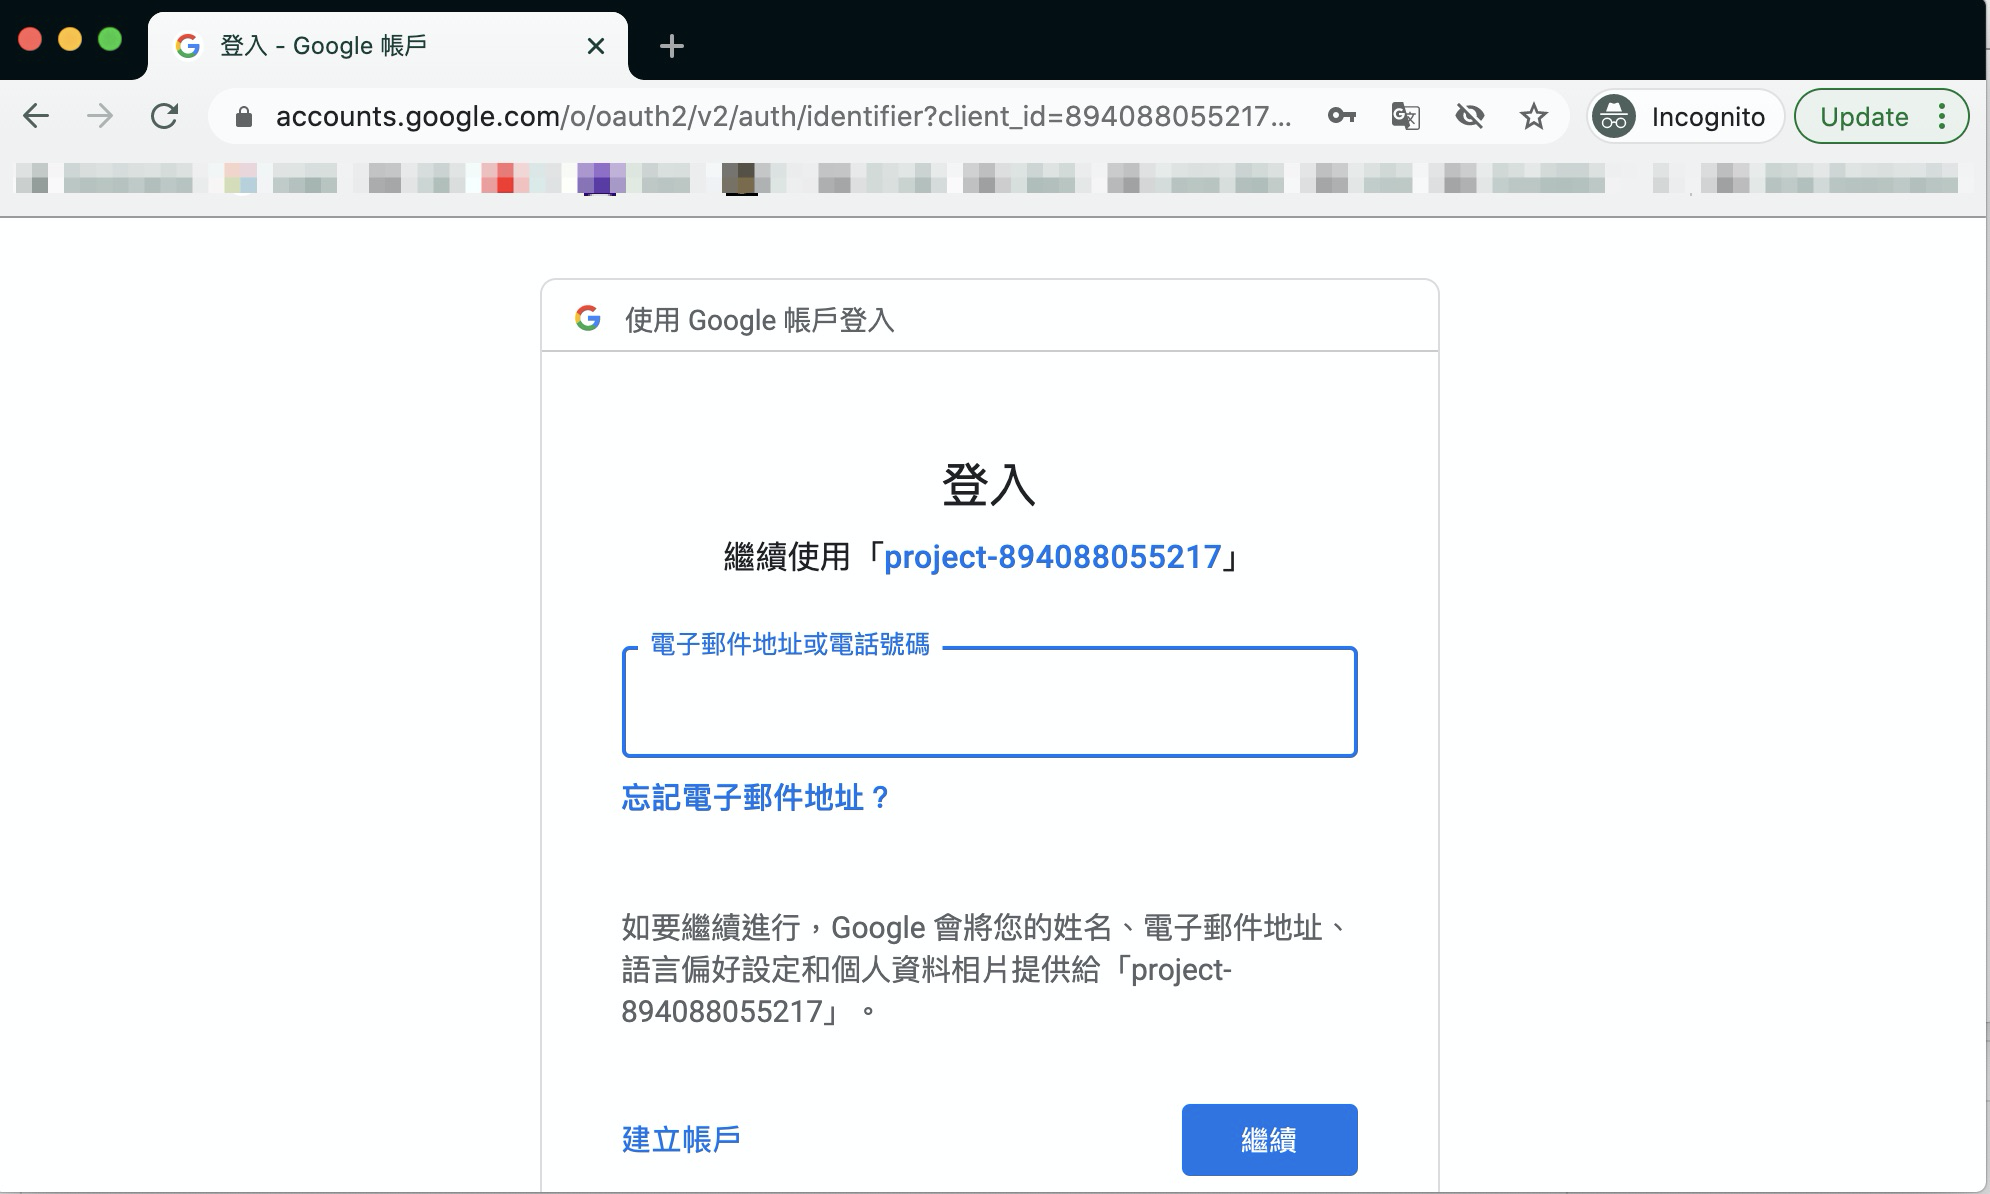 登入 - Google 帳戶
accounts.google.com/o/oauth2/v2/auth/identifier?client_id=894088055217...
Incognito
Update
使用 Google 帳戶登入
登入
繼續使用「project-894088055217」
電子郵件地址或電話號碼
忘記電子郵件地址？
如要繼續進行，Google 會將您的姓名、電子郵件地址、
語言偏好設定和個人資料相片提供給「project-
894088055217」。
建立帳戶
繼續